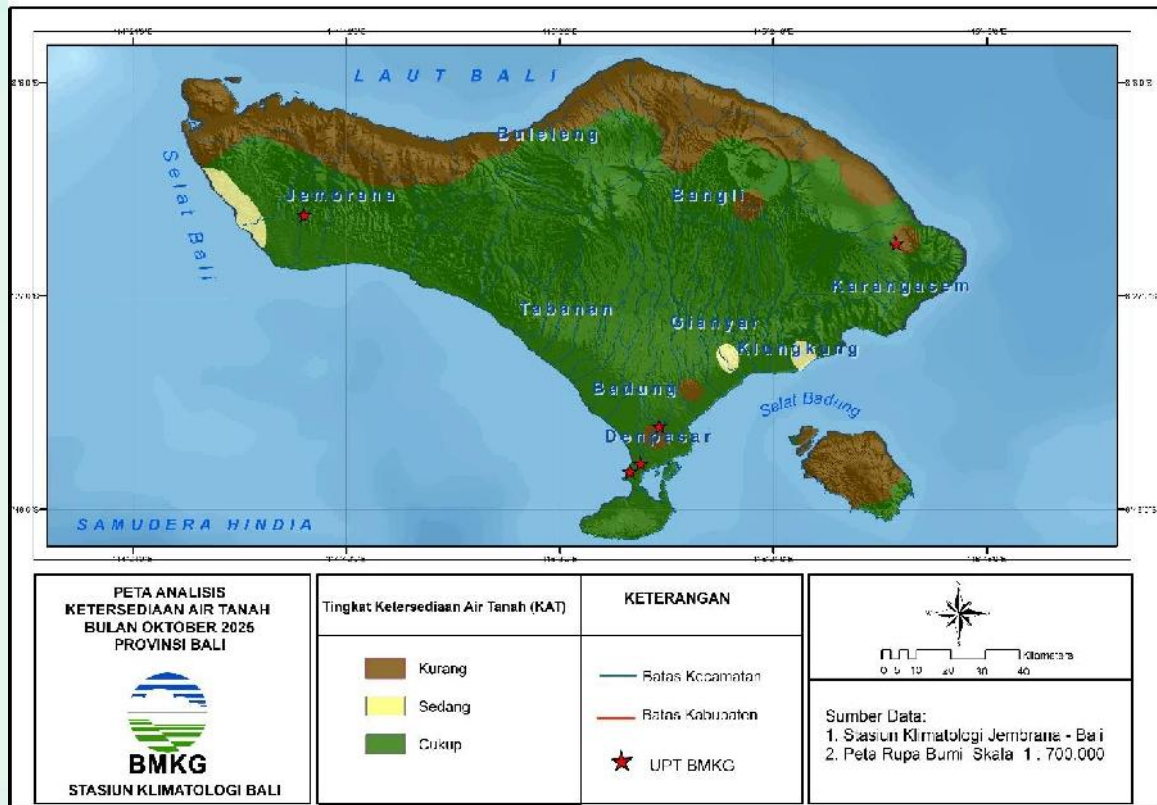 LAUT BALI
Buleleng
Selat Bali
Jembrana
Bangli
Karangasem
Tabanan
Gianyar
Klungkung
Badung
Selat Badung
Denpasar
SAMUDERA HINDIA
PETA ANALISIS
KETERSEDIAAN AIR TANAH
BULAN OKTOBER 2025
PROVINSI BALI
BMKG
STASIUN KLIMATOLOGI BALI
Tingkat Ketersediaan Air Tanah (KAT)
Kurang
Sedang
Cukup
KETERANGAN
Batas Kecamatan
Batas Kabupaten
UPT BMKG
Kilometers
0 5 10 20 30 40
Sumber Data:
1. Stasiun Klimatologi Jembrana - Bali
2. Peta Rupa Bumi Skala 1 : 700.000